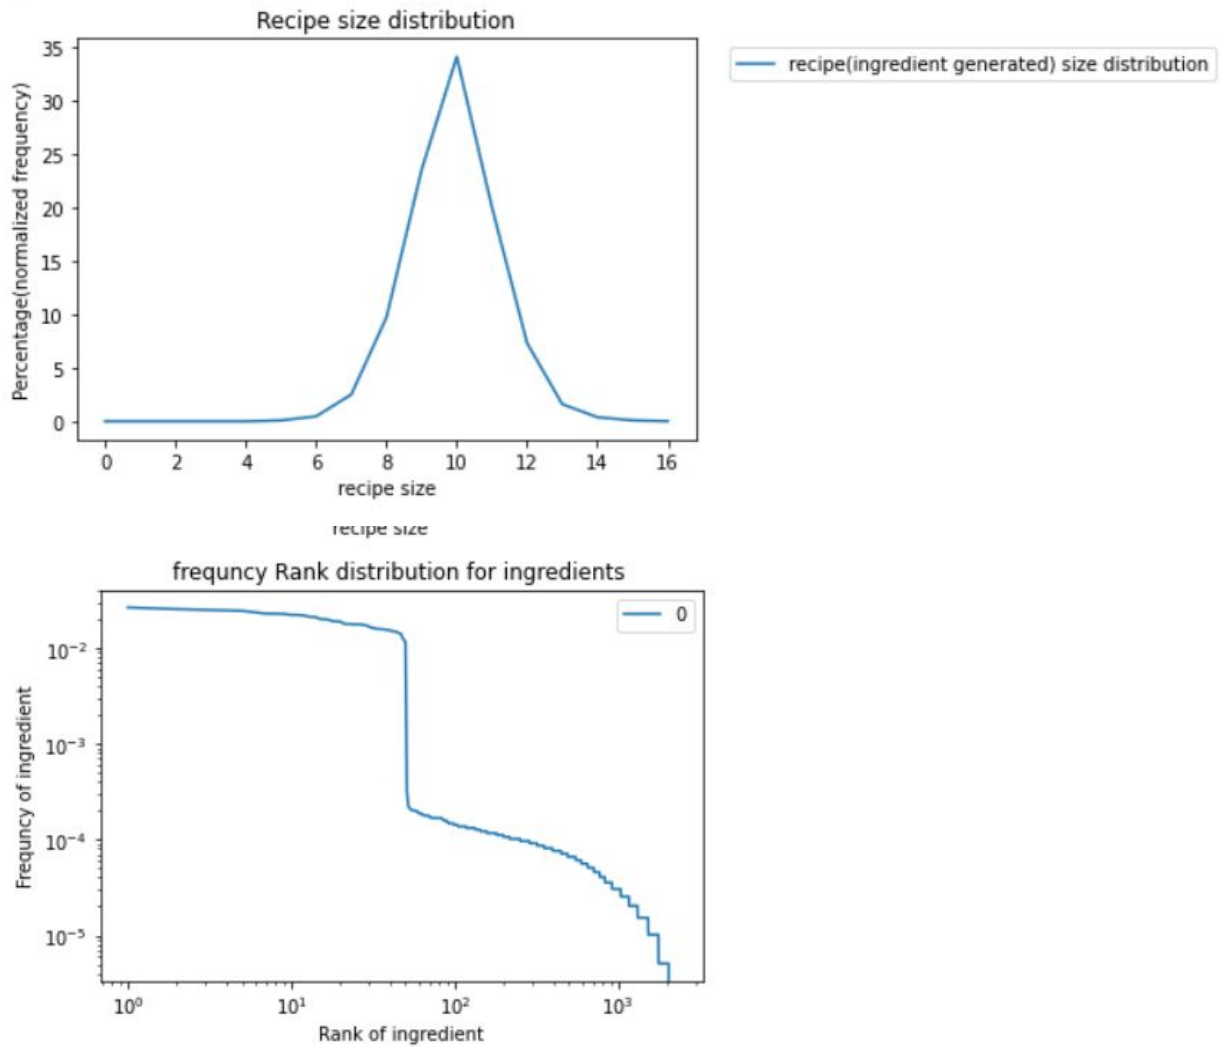 Recipe size distribution
recipe(ingredient generated) size distribution
Percentage(normalized frequency)
35
30
25
20
15
10
5
0
0 2 4 6 8 10 12 14 16
recipe size
recipe size
frequncy Rank distribution for ingredients
0
Frequncy of ingredient
10⁻²
10⁻³
10⁻⁴
10⁻⁵
10⁰ 10¹ 10² 10³
Rank of ingredient